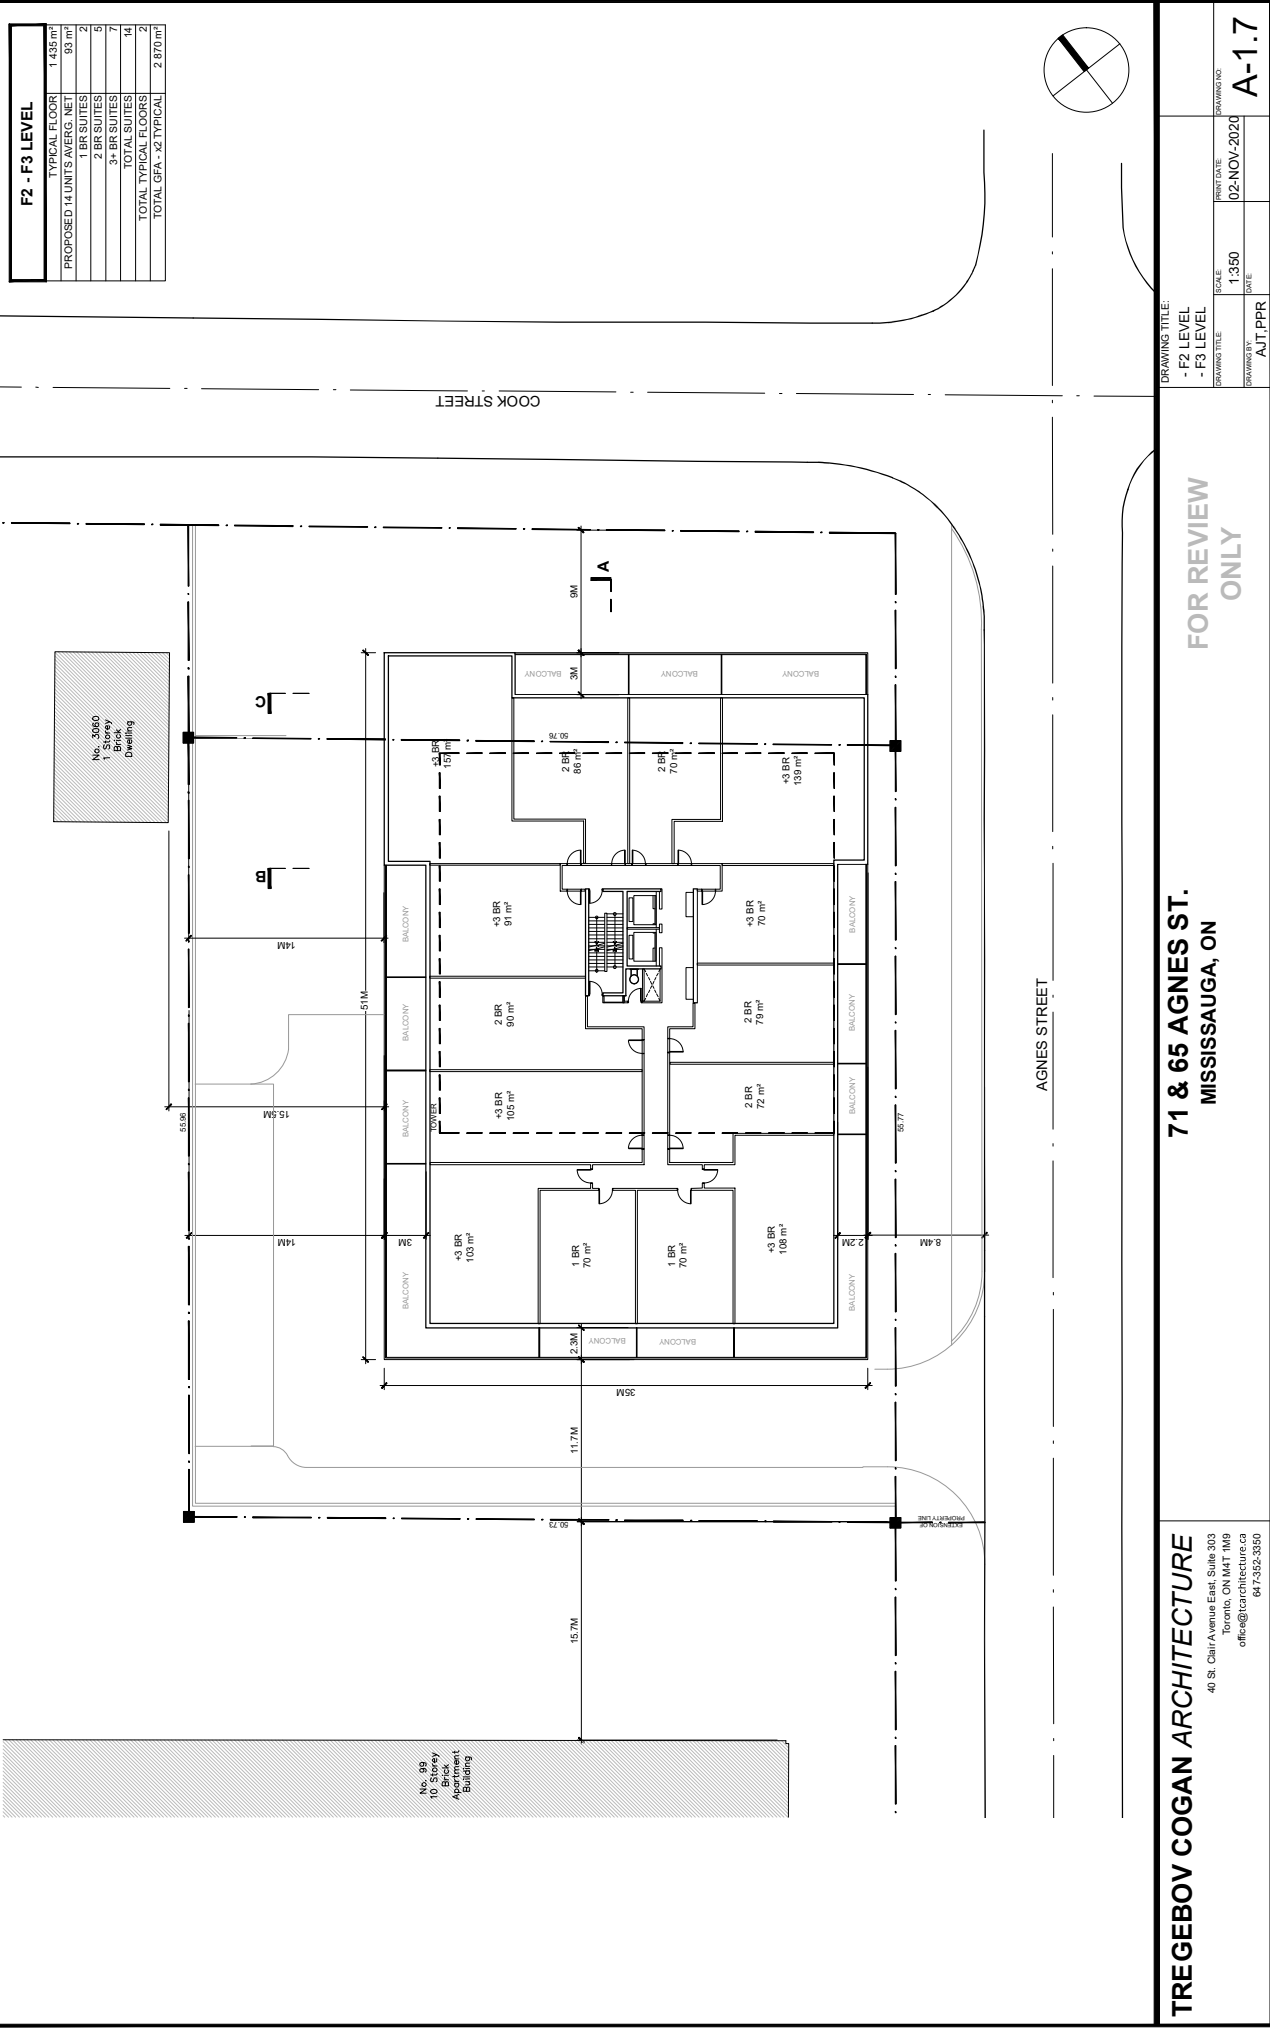 F2 - F3 LEVEL
TYPICAL FLOOR 1 435 m²
PROPOSED 14 UNITS AVERG. NET 93 m²
1 BR SUITES 2
2 BR SUITES 5
3+ BR SUITES 7
TOTAL SUITES 14
TOTAL TYPICAL FLOORS 2
TOTAL GFA - x2 TYPICAL 2 870 m²
COOK STREET
AGNES STREET
No. 3060
1 Storey
Brick
Dwelling
No. 99
10 Storey
Brick
Apartment
Building
A
B
C
9M
3M
50.76
51M
14M
15.5M
55.96
14M
3M
2.3M
35M
11.7M
50.73
15.7M
2.2M
8.4M
55.77
EXTENSION OF
PROPERTY LINE
TOWER
+3 BR
157 m²
2 BR
86 m²
2 BR
70 m²
+3 BR
139 m²
+3 BR
91 m²
+3 BR
70 m²
2 BR
90 m²
2 BR
79 m²
+3 BR
105 m²
2 BR
72 m²
+3 BR
103 m²
1 BR
70 m²
1 BR
70 m²
+3 BR
108 m²
BALCONY
BALCONY
BALCONY
BALCONY
BALCONY
BALCONY
BALCONY
BALCONY
BALCONY
BALCONY
BALCONY
BALCONY
BALCONY
TREGEBOV COGAN ARCHITECTURE
40 St. Clair Avenue East, Suite 303
Toronto, ON M4T 1M9
office@tcarchitecture.ca
647-352-3350
71 & 65 AGNES ST.
MISSISSAUGA, ON
FOR REVIEW
ONLY
DRAWING TITLE:
- F2 LEVEL
- F3 LEVEL
DRAWING TITLE:
SCALE:
1:350
PRINT DATE:
02-NOV-2020
DRAWING NO.:
A-1.7
DRAWING BY:
AJT,PPR
DATE: